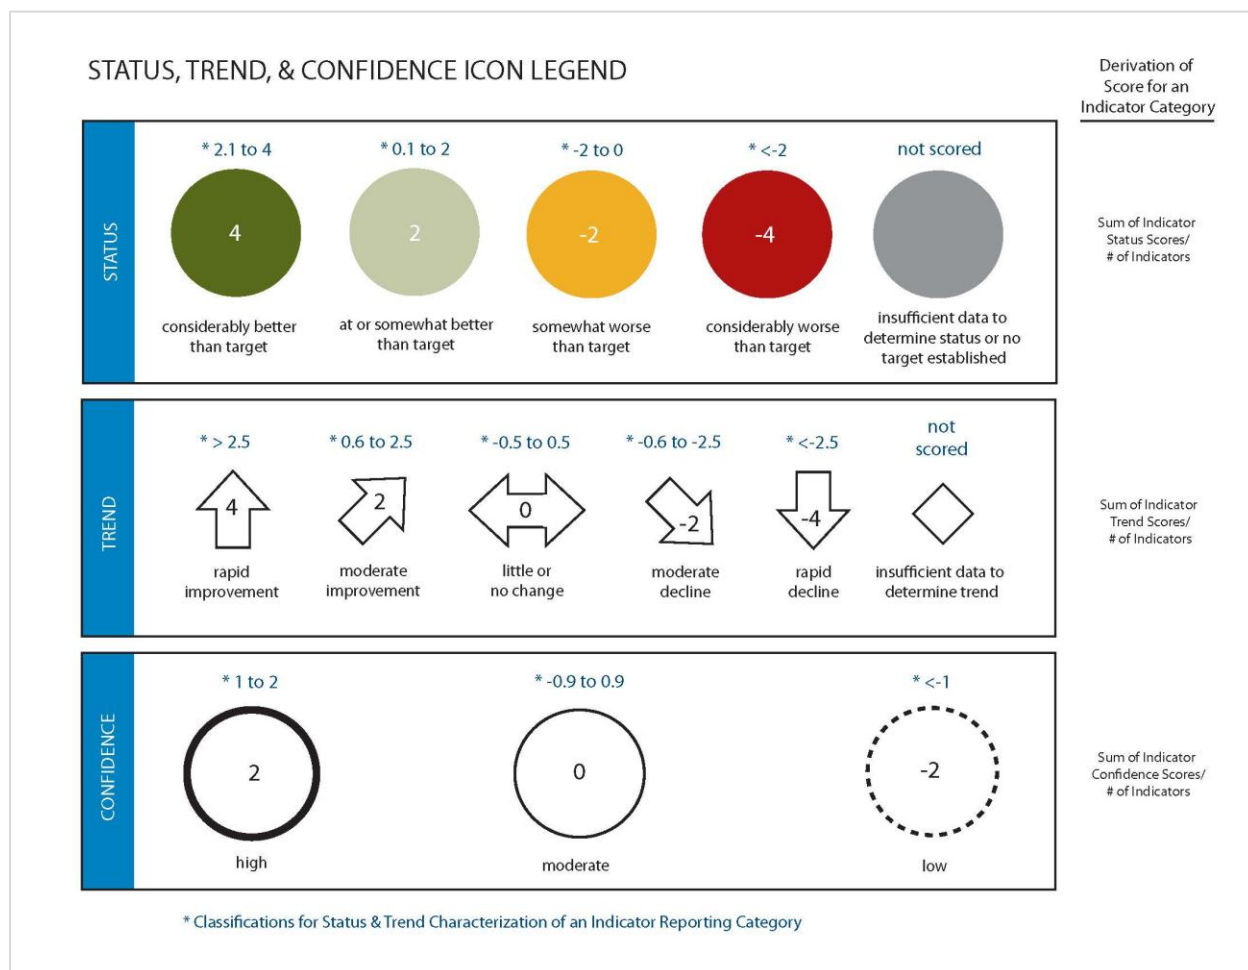 STATUS, TREND, & CONFIDENCE ICON LEGEND
Derivation of
Score for an
Indicator Category
STATUS
* 2.1 to 4
* 0.1 to 2
* -2 to 0
* <-2
not scored
4
2
-2
-4
considerably better
than target
at or somewhat better
than target
somewhat worse
than target
considerably worse
than target
insufficient data to
determine status or no
target established
Sum of Indicator
Status Scores/
# of Indicators
TREND
* > 2.5
* 0.6 to 2.5
* -0.5 to 0.5
* -0.6 to -2.5
* <-2.5
not
scored
4
2
0
-2
-4
rapid
improvement
moderate
improvement
little or
no change
moderate
decline
rapid
decline
insufficient data to
determine trend
Sum of Indicator
Trend Scores/
# of Indicators
CONFIDENCE
* 1 to 2
* -0.9 to 0.9
* <-1
2
0
-2
high
moderate
low
Sum of Indicator
Confidence Scores/
# of Indicators
* Classifications for Status & Trend Characterization of an Indicator Reporting Category